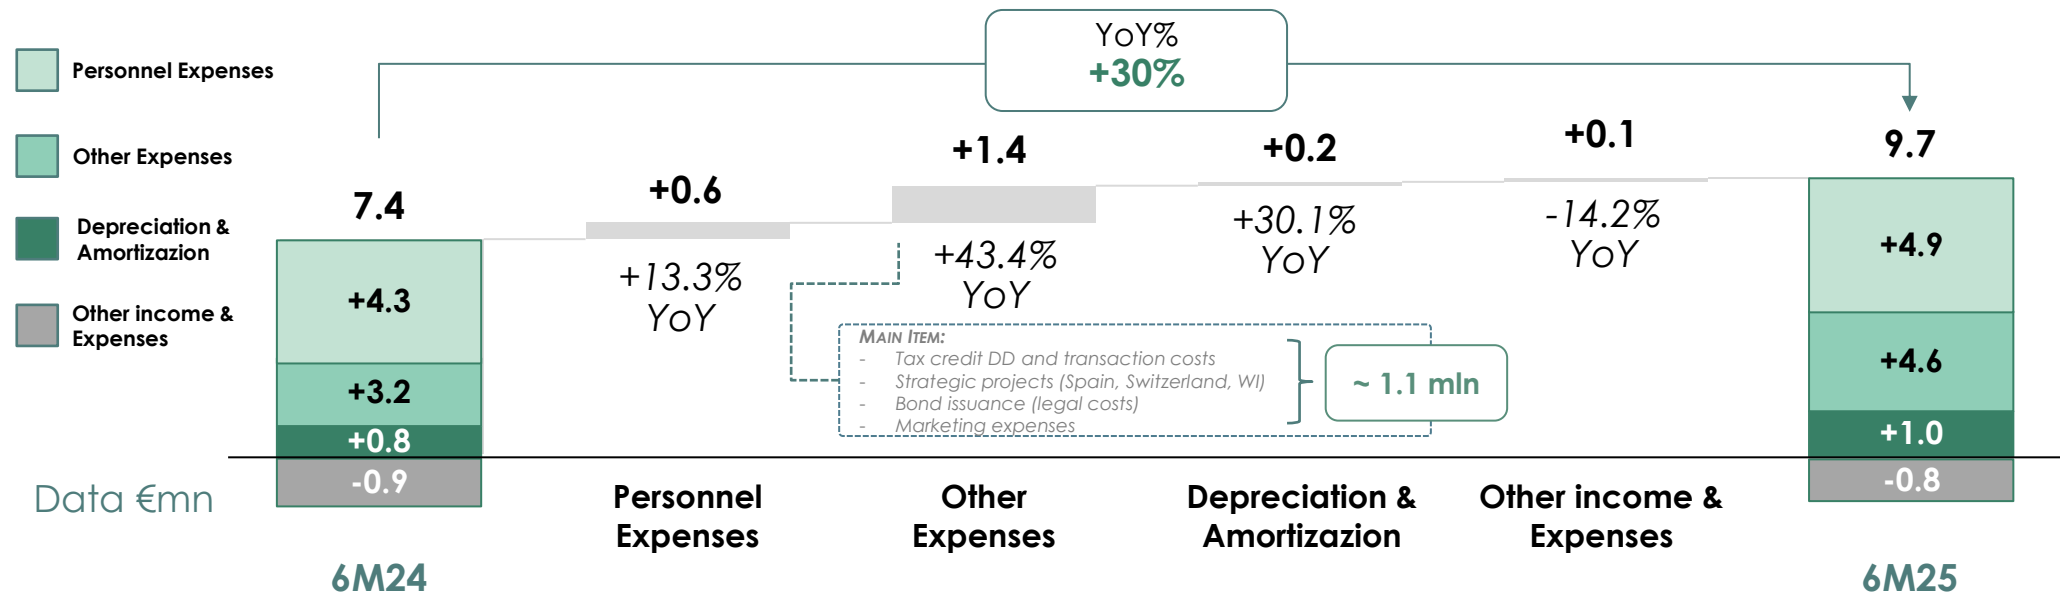 Personnel Expenses
Other Expenses
Depreciation &
Amortizazion
Other income &
Expenses
YoY%
+30%
7.4
+0.6
+1.4
+0.2
+0.1
9.7
+13.3%
YoY
+43.4%
YoY
+30.1%
YoY
-14.2%
YoY
+4.3
+3.2
+0.8
-0.9
MAIN ITEM:
- Tax credit DD and transaction costs
- Strategic projects (Spain, Switzerland, WI)
- Bond issuance (legal costs)
- Marketing expenses
~ 1.1 mln
+4.9
+4.6
+1.0
-0.8
Data €mn
Personnel
Expenses
Other
Expenses
Depreciation &
Amortizazion
Other income &
Expenses
6M24
6M25